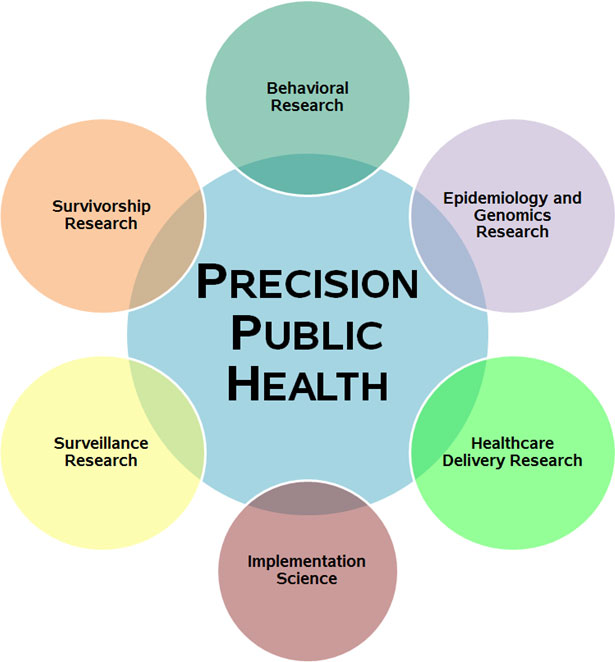 Behavioral
Research
Epidemiology and
Genomics
Research
Healthcare
Delivery Research
Implementation
Science
Surveillance
Research
Survivorship
Research
PRECISION
PUBLIC
HEALTH